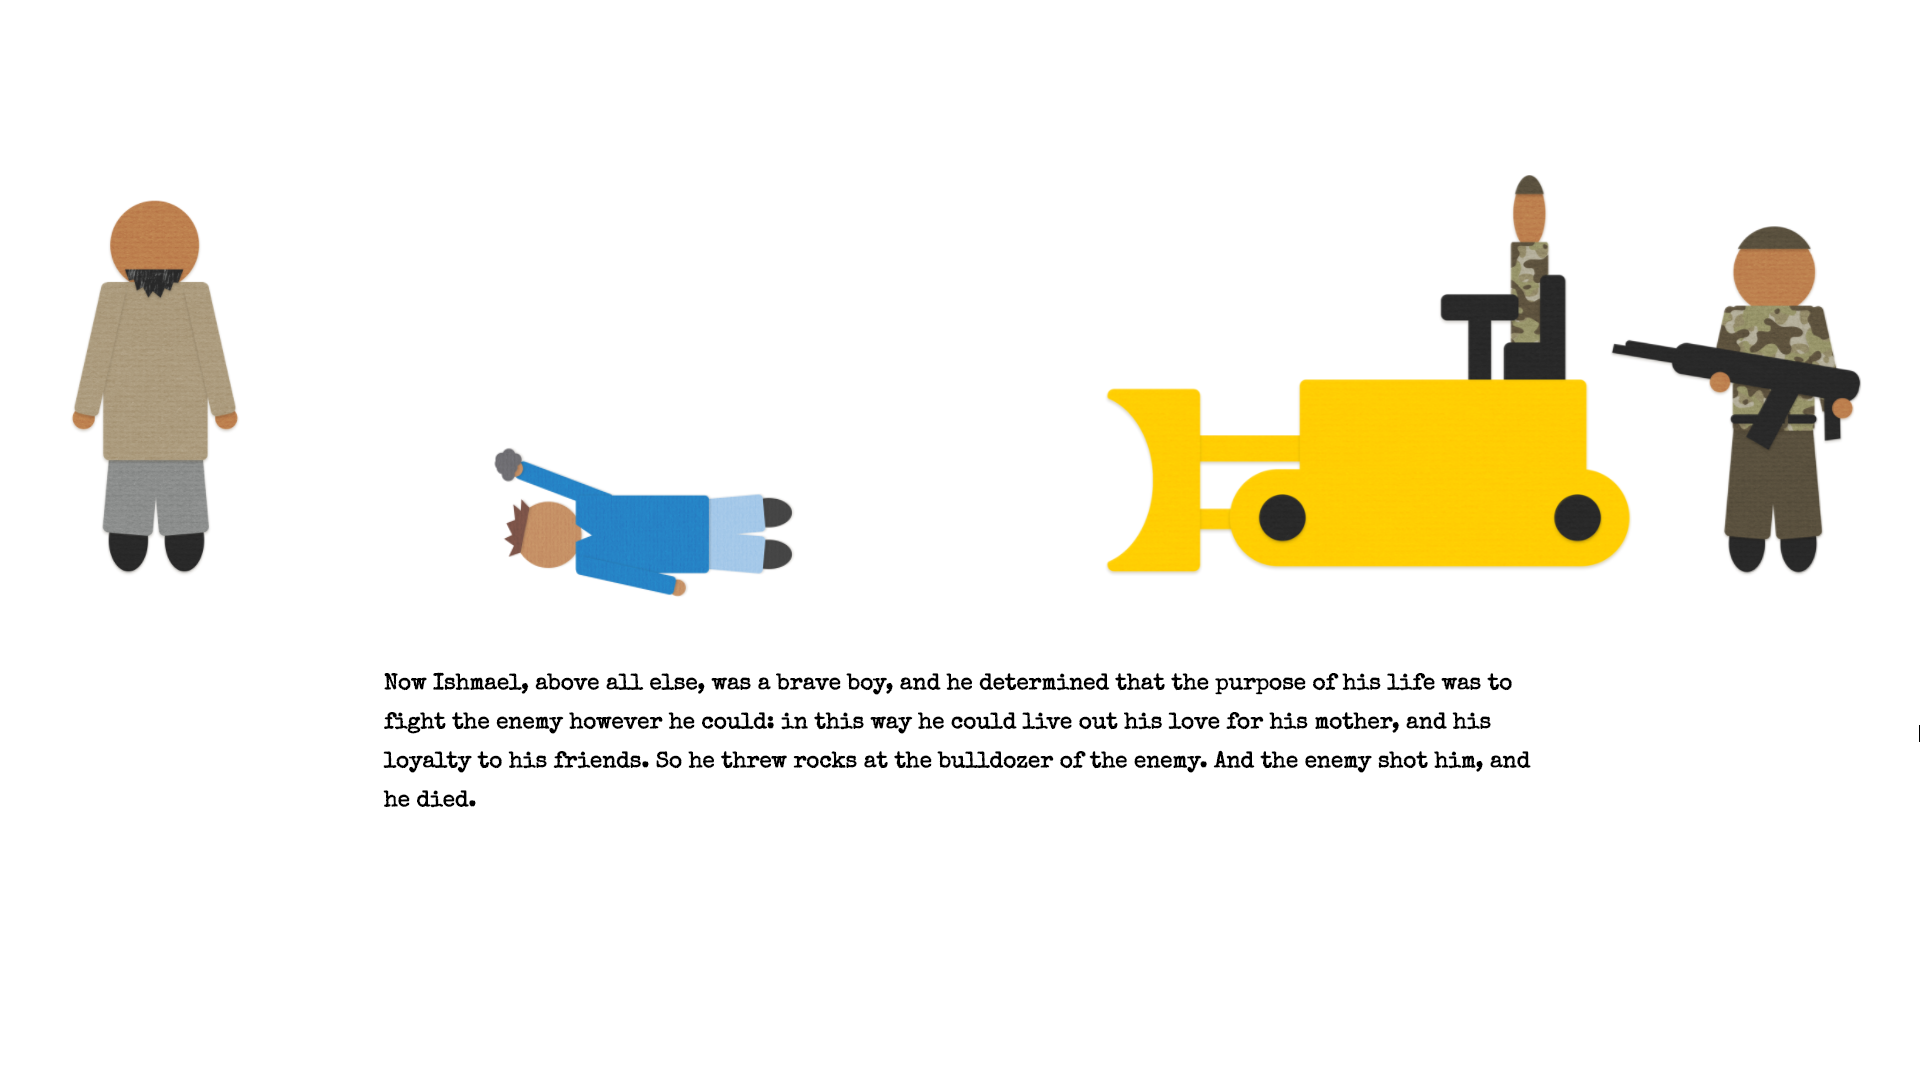 Now Ishmael, above all else, was a brave boy, and he determined that the purpose of his life was to
fight the enemy however he could: in this way he could live out his love for his mother, and his
loyalty to his friends. So he threw rocks at the bulldozer of the enemy. And the enemy shot him, and
he died.